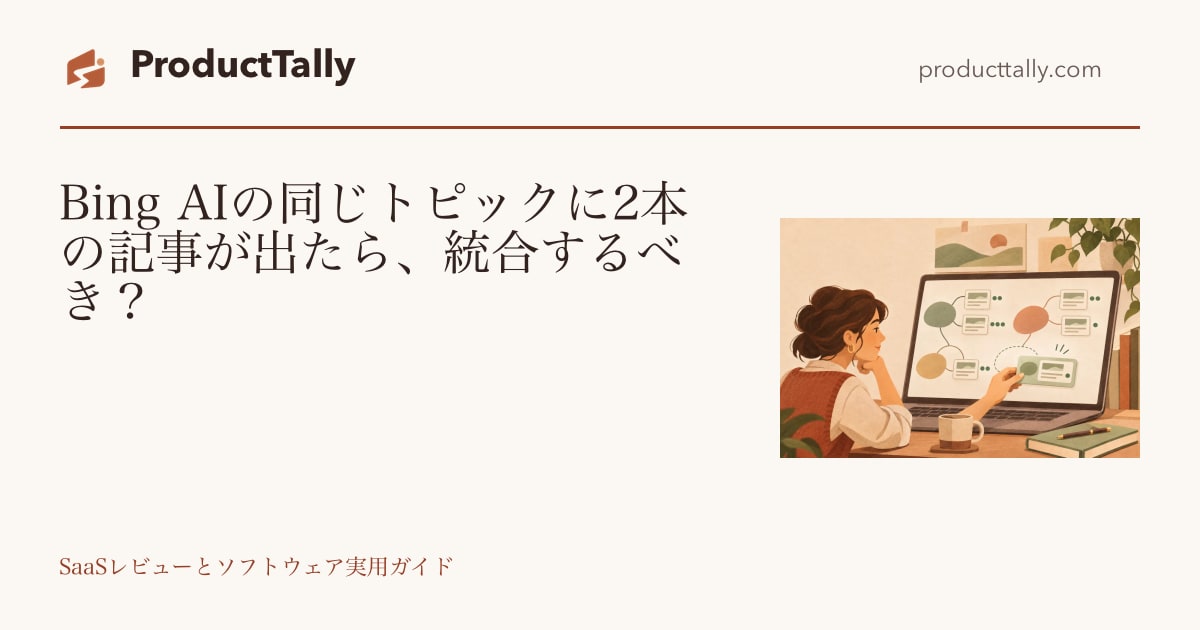 ProductTally
producttally.com
Bing AIの同じトピックに2本
の記事が出たら、統合するべ
き？
SaaSレビューとソフトウェア実用ガイド